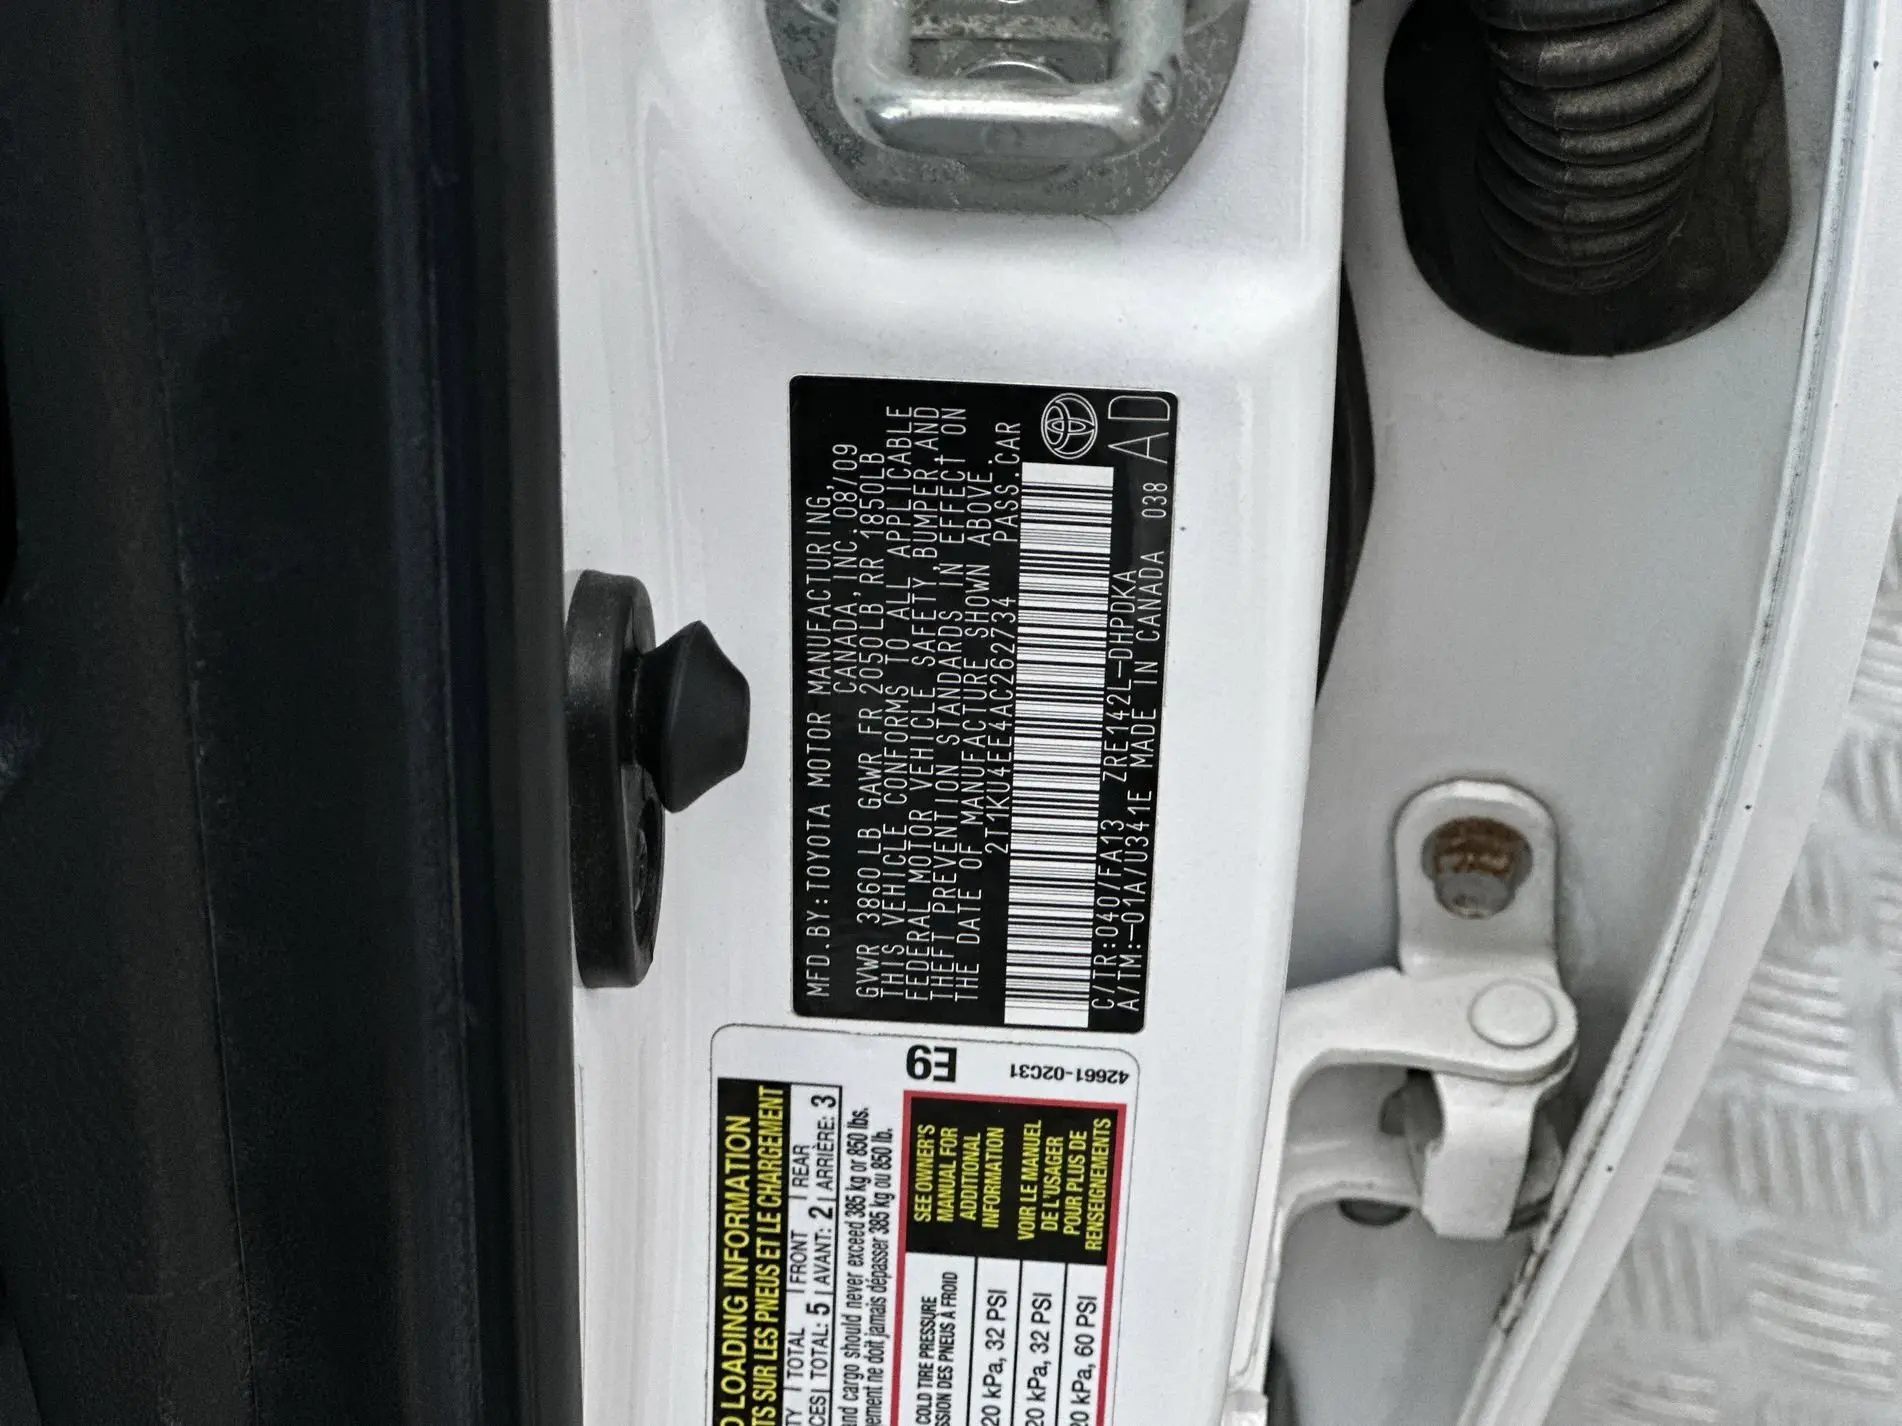 MFD.BY:TOYOTA MOTOR MANUFACTURING,
CANADA,INC. 08/09
GVWR 3860LB GAWR FR 2050LB,RR 1850LB
THIS VEHICLE CONFORMS TO ALL APPLICABLE
FEDERAL MOTOR VEHICLE SAFETY,BUMPER,AND
THEFT PREVENTION STANDARDS IN EFFECT ON
THE DATE OF MANUFACTURE SHOWN ABOVE.
2T1KU4EE4AC262734 PASS.CAR
C/TR:040/FA13 ZRE142L-DHPDKA
A/TM:-01A/U341E MADE IN CANADA 038 AD
E9
42661-02C31
LOADING INFORMATION
SUR LES PNEUS ET LE CHARGEMENT
TOTAL FRONT REAR
TOTAL: 5 AVANT: 2 ARRIÈRE: 3
cargo should never exceed 385 kg or 850 lbs.
ne doit jamais dépasser 385 kg ou 850 lb.
SEE OWNER'S
MANUAL FOR
ADDITIONAL
INFORMATION
VOIR LE MANUEL
DE L'USAGER
POUR PLUS DE
RENSEIGNEMENTS
COLD TIRE PRESSURE
DES PNEUS À FROID
20 kPa, 32 PSI
20 kPa, 32 PSI
20 kPa, 60 PSI